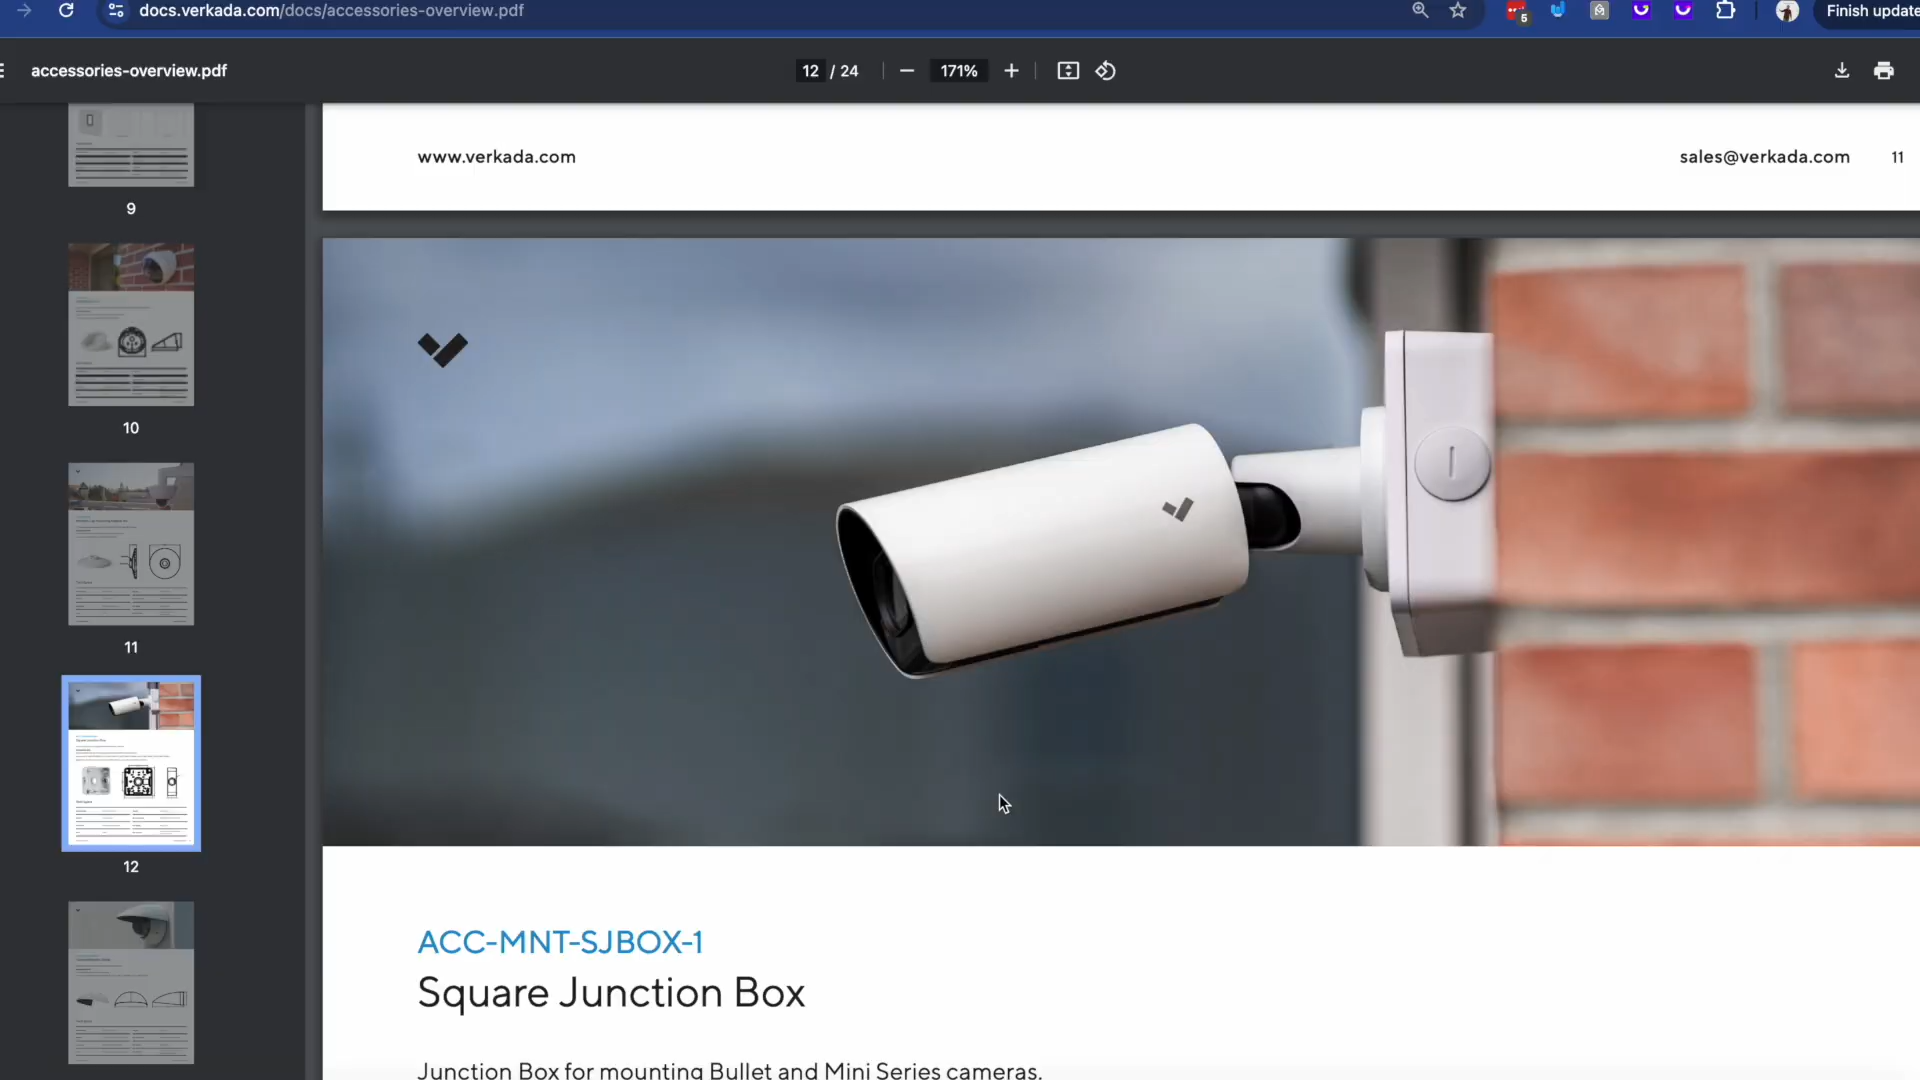 docs.verkada.com/docs/accessories-overview.pdf
5
Finish update
accessories-overview.pdf
12 / 24
171%
9
10
11
12
www.verkada.com
sales@verkada.com 11
ACC-MNT-SJBOX-1
Square Junction Box
Junction Box for mounting Bullet and Mini Series cameras.